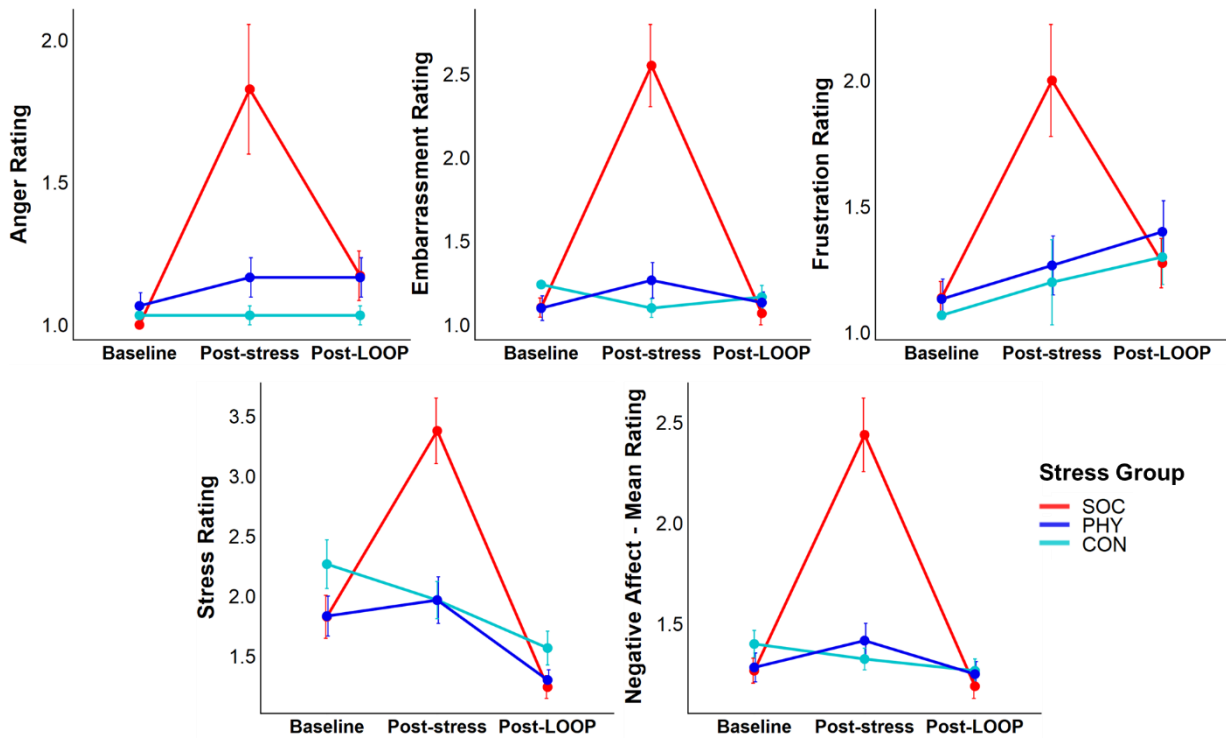 Anger Rating
2.0
1.5
1.0
Baseline Post-stress Post-LOOP
Embarrassment Rating
2.5
2.0
1.5
1.0
Baseline Post-stress Post-LOOP
Frustration Rating
2.0
1.5
1.0
Baseline Post-stress Post-LOOP
Stress Rating
3.5
3.0
2.5
2.0
1.5
Baseline Post-stress Post-LOOP
Negative Affect - Mean Rating
2.5
2.0
1.5
Baseline Post-stress Post-LOOP
Stress Group
SOC
PHY
CON